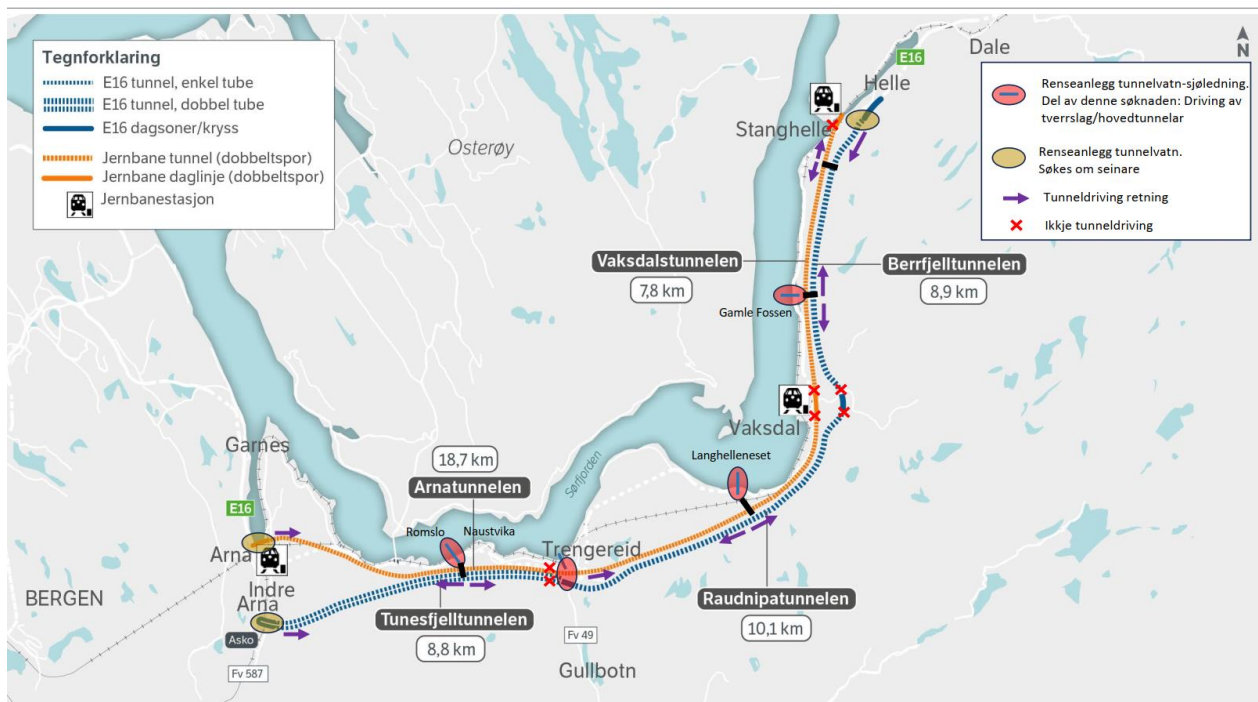 Tegnforklaring
E16 tunnel, enkel tube
E16 tunnel, dobbel tube
E16 dagsoner/kryss
Jernbane tunnel (dobbeltspor)
Jernbane daglinje (dobbeltspor)
Jernbanestasjon
Dale
E16
N
Helle
Renseanlegg tunnelvatn-sjøledning.
Del av denne søknaden: Driving av
tverrslag/hovedtunnelar
Renseanlegg tunnelvatn.
Søkes om seinare
Tunneldriving retning
Ikkje tunneldriving
Stanghelle
Osterøy
Vaksdalstunnelen
7,8 km
Berrfjelltunnelen
8,9 km
Gamle Fossen
Vaksdal
Langhelleneset
Garnes
18,7 km
Arnatunnelen
Sørfjorden
E16
Romslo
Naustvika
Trengereid
Arna
Indre
Arna
BERGEN
Asko
Fv 587
Tunesfjelltunnelen
8,8 km
Fv 49
Gullbotn
Raudnipatunnelen
10,1 km